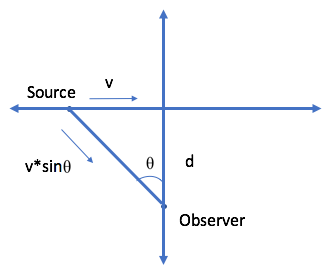 v
Source
θ
d
v*sinθ
Observer